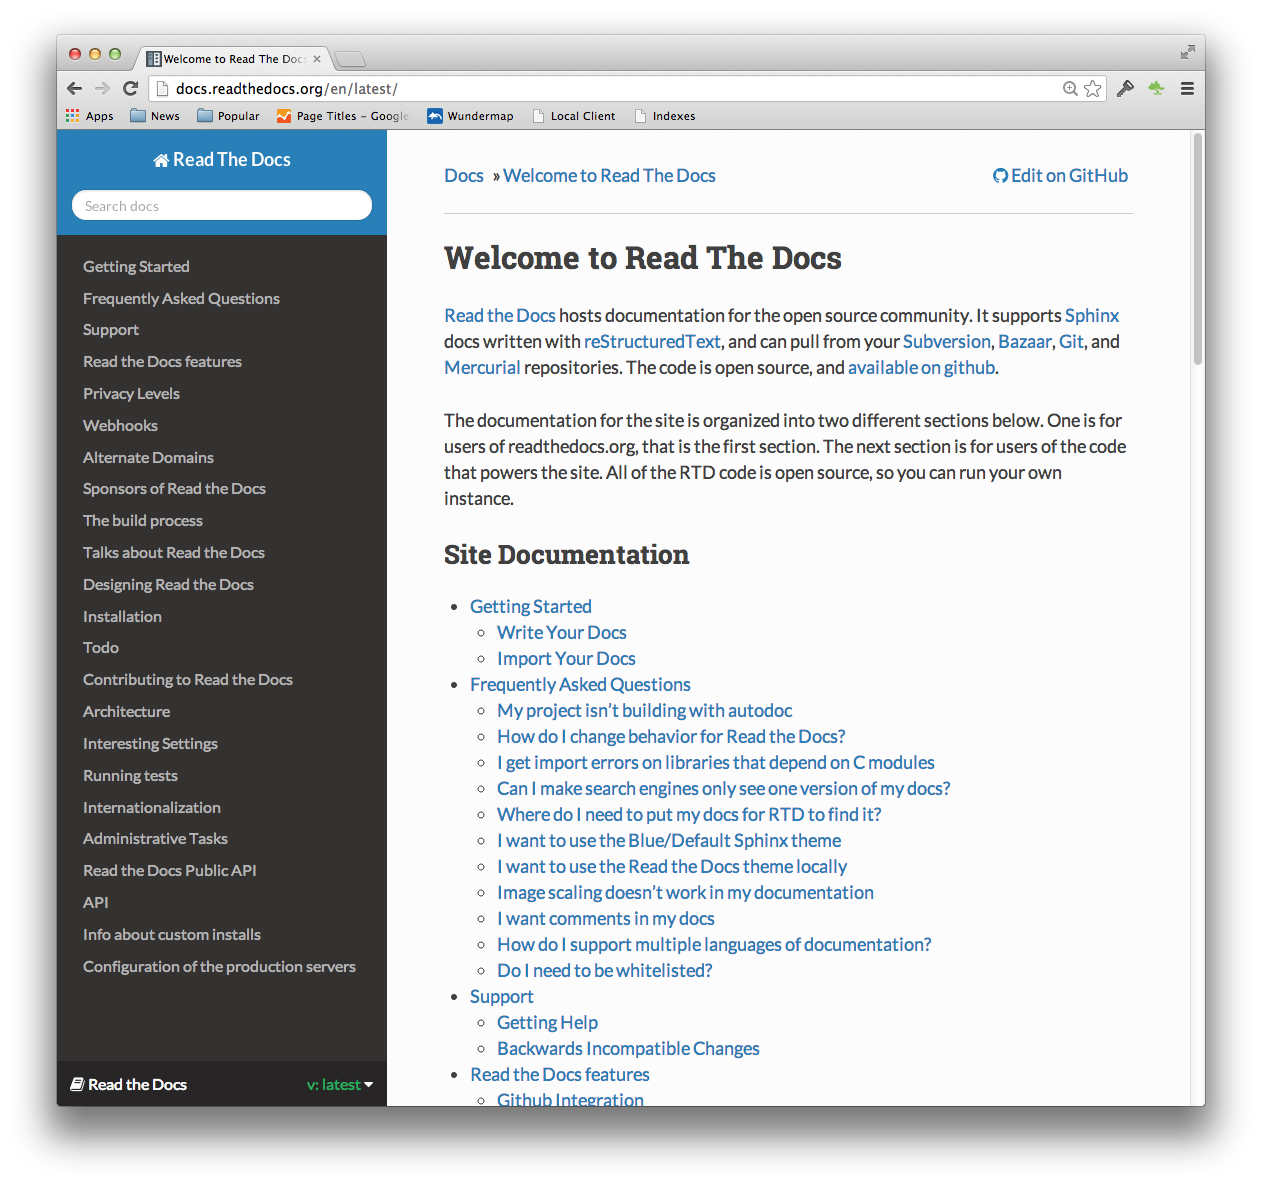 Welcome to Read The Docs
docs.readthedocs.org/en/latest/
Apps News Popular Page Titles – Google Wundermap Local Client Indexes
Read The Docs
Search docs
Getting Started
Frequently Asked Questions
Support
Read the Docs features
Privacy Levels
Webhooks
Alternate Domains
Sponsors of Read the Docs
The build process
Talks about Read the Docs
Designing Read the Docs
Installation
Todo
Contributing to Read the Docs
Architecture
Interesting Settings
Running tests
Internationalization
Administrative Tasks
Read the Docs Public API
API
Info about custom installs
Configuration of the production servers
Read the Docs v: latest
Docs » Welcome to Read The Docs Edit on GitHub
Welcome to Read The Docs
Read the Docs hosts documentation for the open source community. It supports Sphinx
docs written with reStructuredText, and can pull from your Subversion, Bazaar, Git, and
Mercurial repositories. The code is open source, and available on github.
The documentation for the site is organized into two different sections below. One is for
users of readthedocs.org, that is the first section. The next section is for users of the code
that powers the site. All of the RTD code is open source, so you can run your own
instance.
Site Documentation
• Getting Started
◦ Write Your Docs
◦ Import Your Docs
• Frequently Asked Questions
◦ My project isn’t building with autodoc
◦ How do I change behavior for Read the Docs?
◦ I get import errors on libraries that depend on C modules
◦ Can I make search engines only see one version of my docs?
◦ Where do I need to put my docs for RTD to find it?
◦ I want to use the Blue/Default Sphinx theme
◦ I want to use the Read the Docs theme locally
◦ Image scaling doesn’t work in my documentation
◦ I want comments in my docs
◦ How do I support multiple languages of documentation?
◦ Do I need to be whitelisted?
• Support
◦ Getting Help
◦ Backwards Incompatible Changes
• Read the Docs features
◦ Github Integration